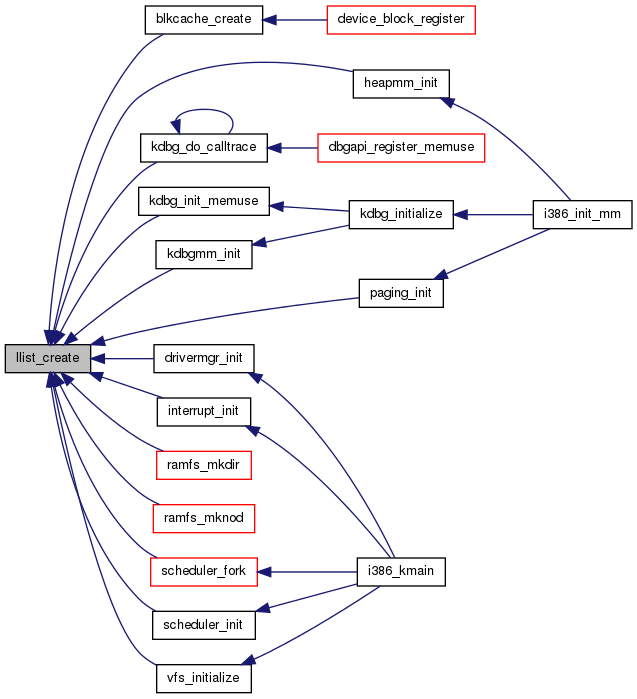 blkcache_create
device_block_register
heapmm_init
kdbg_do_calltrace
dbgapi_register_memuse
kdbg_init_memuse
kdbg_initialize
i386_init_mm
kdbgmm_init
paging_init
llist_create
drivermgr_init
interrupt_init
ramfs_mkdir
ramfs_mknod
scheduler_fork
i386_kmain
scheduler_init
vfs_initialize